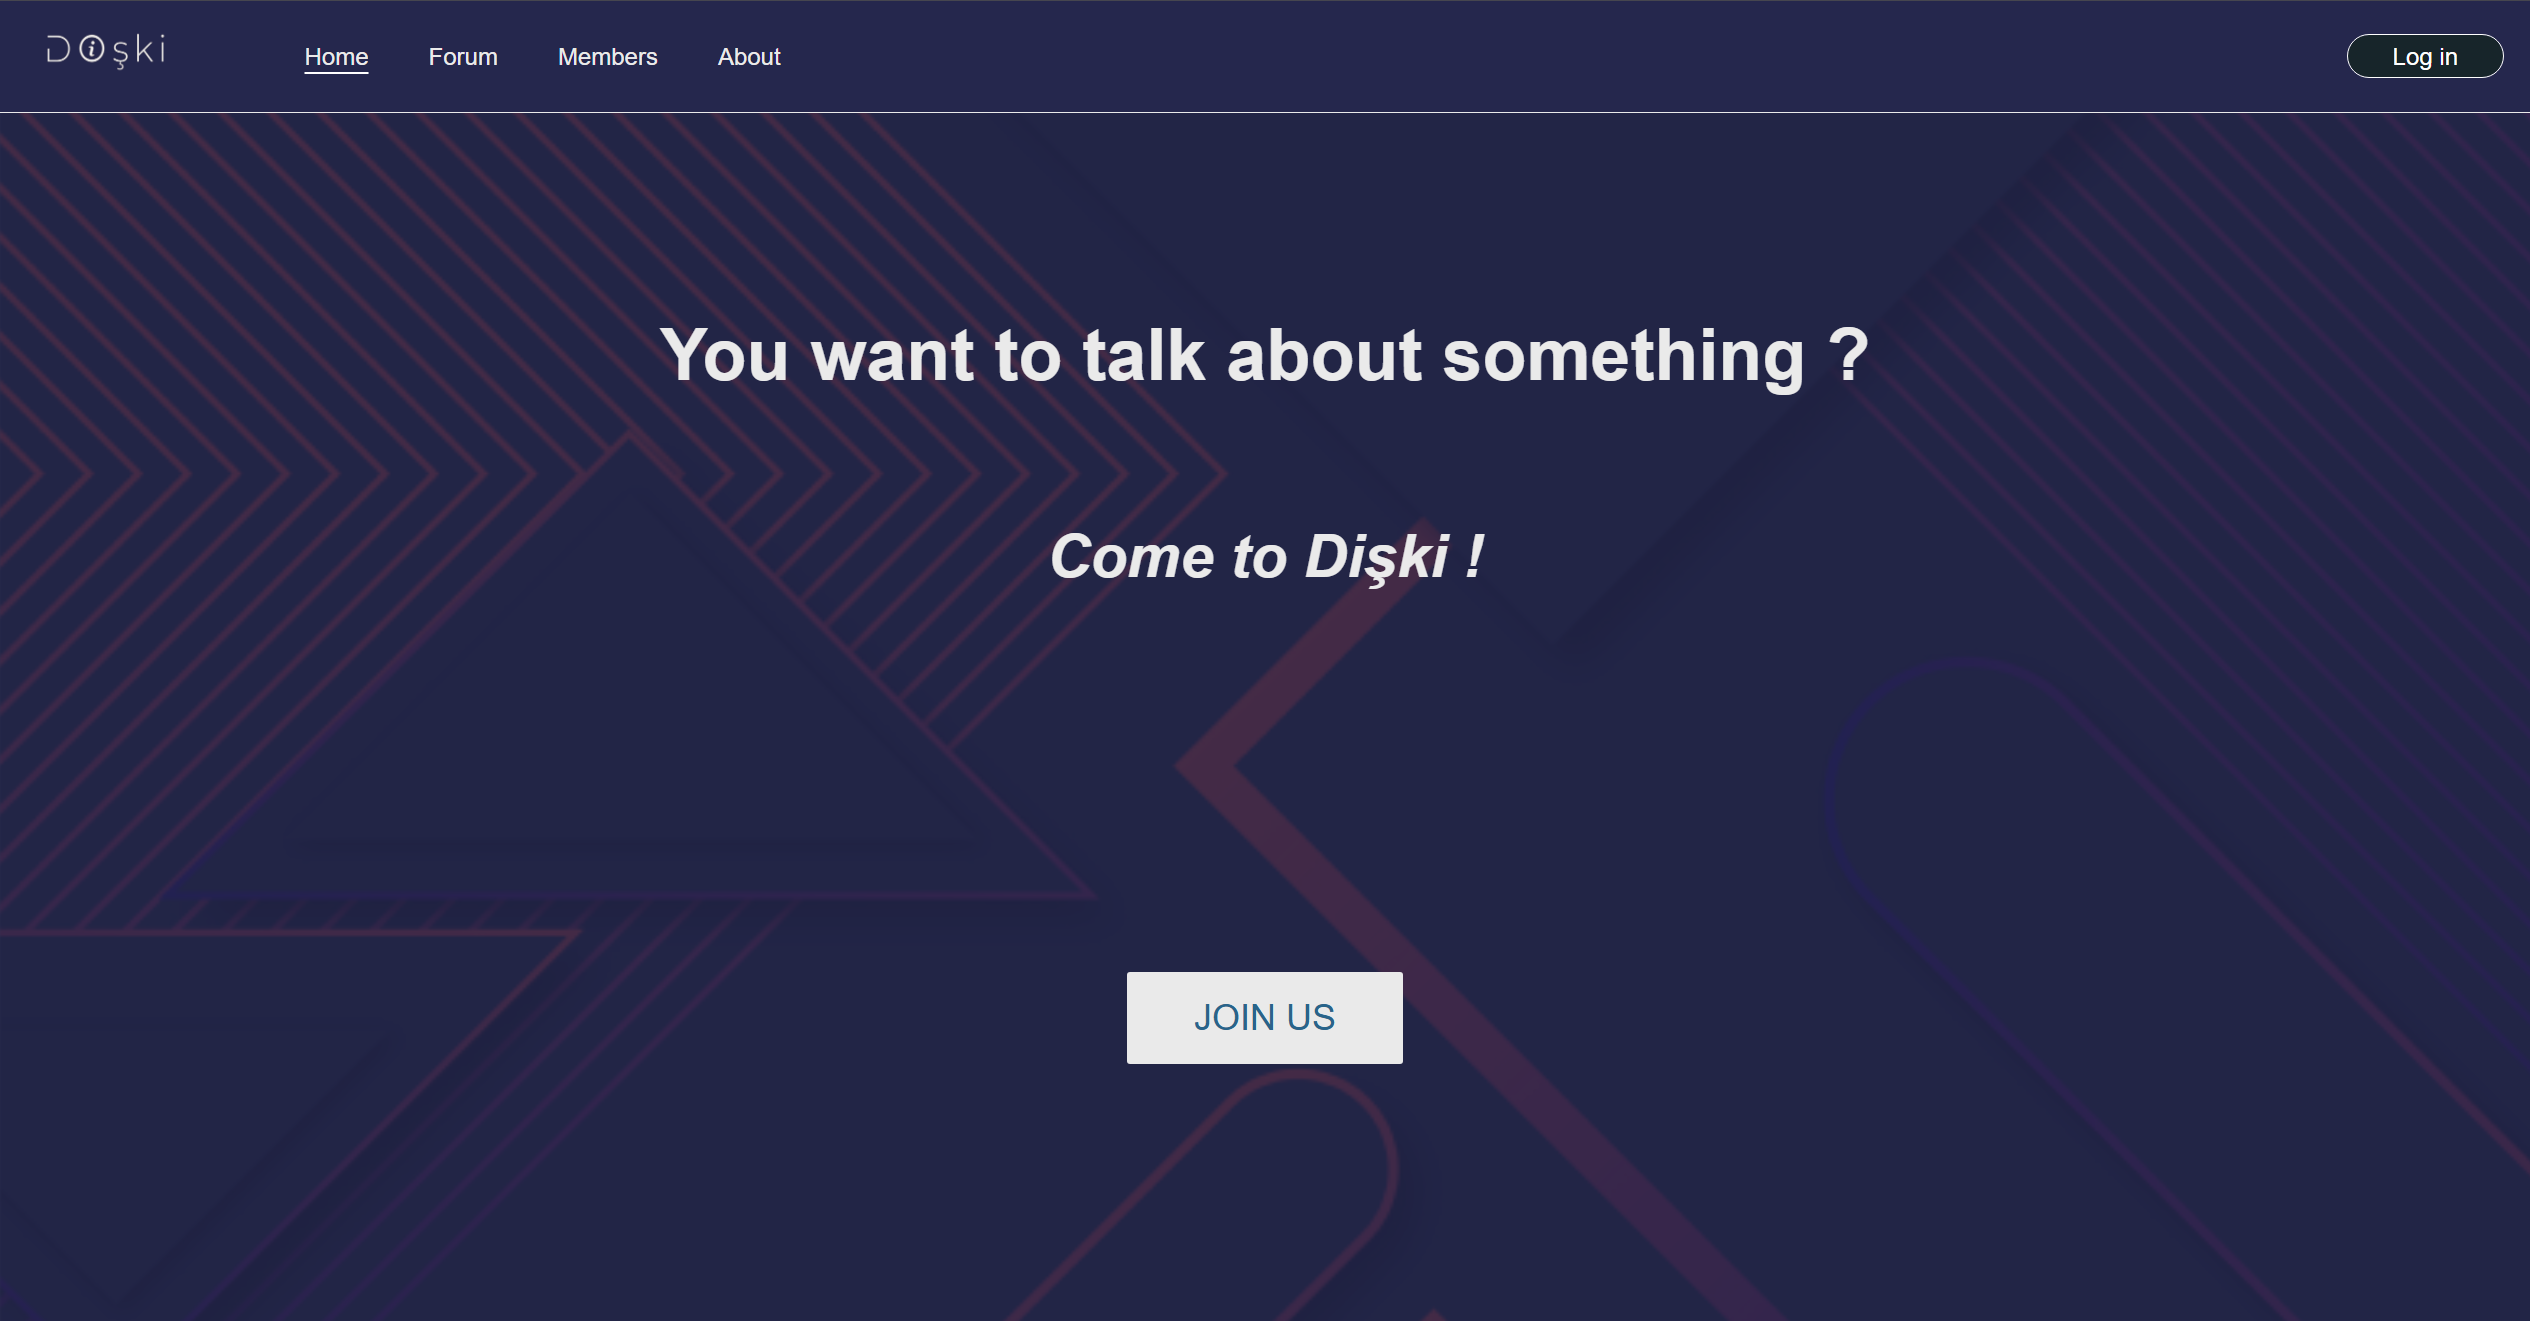 Dişki
Home
Forum
Members
About
Log in
You want to talk about something ?
Come to Dişki !
JOIN US